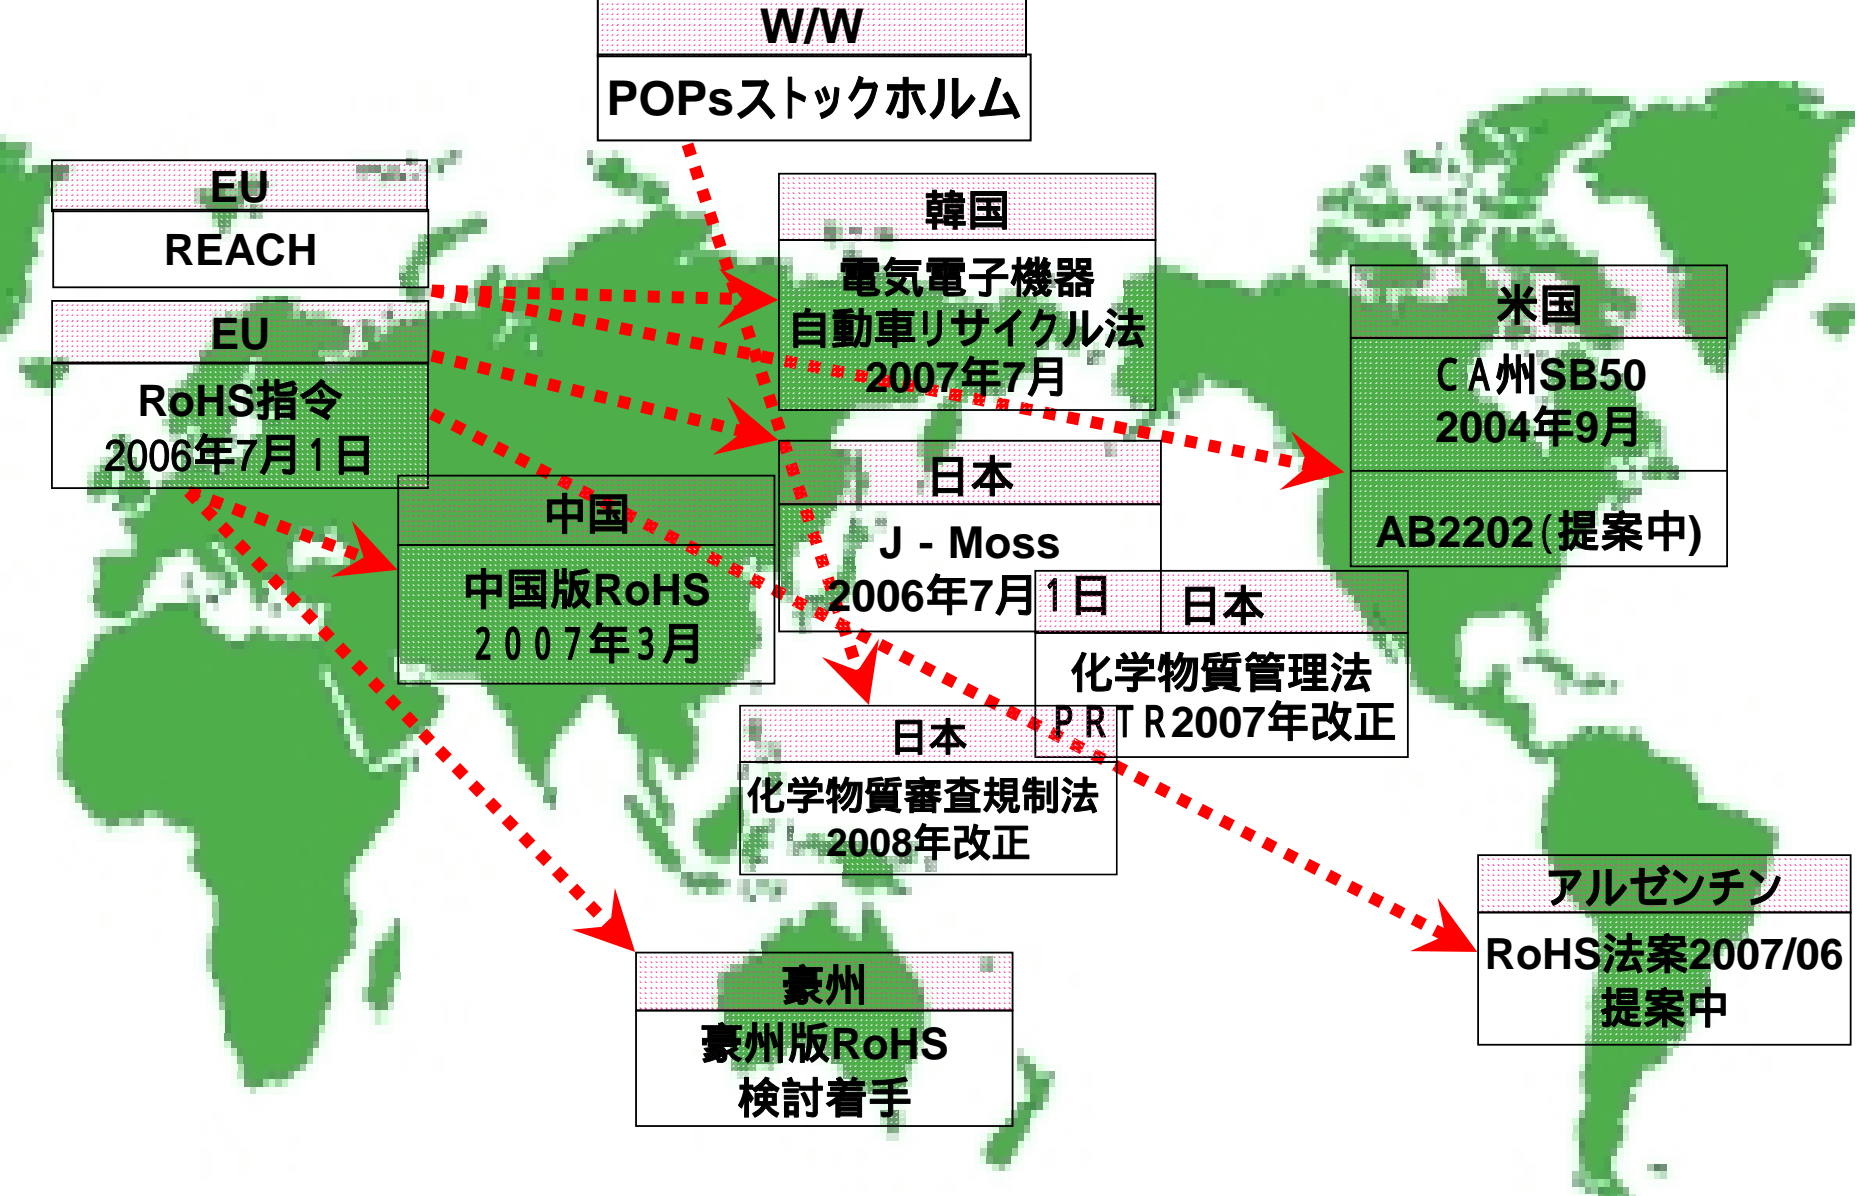 W/W
POPsストックホルム
EU
REACH
EU
RoHS指令
2006年7月1日
韓国
電気電子機器
自動車リサイクル法
2007年7月
米国
CA州SB50
2004年9月
AB2202(提案中)
中国
中国版RoHS
2007年3月
日本
J-Moss
2006年7月1日
日本
化学物質管理法
PRTR2007年改正
日本
化学物質審査規制法
2008年改正
豪州
豪州版RoHS
検討着手
アルゼンチン
RoHS法案2007/06
提案中